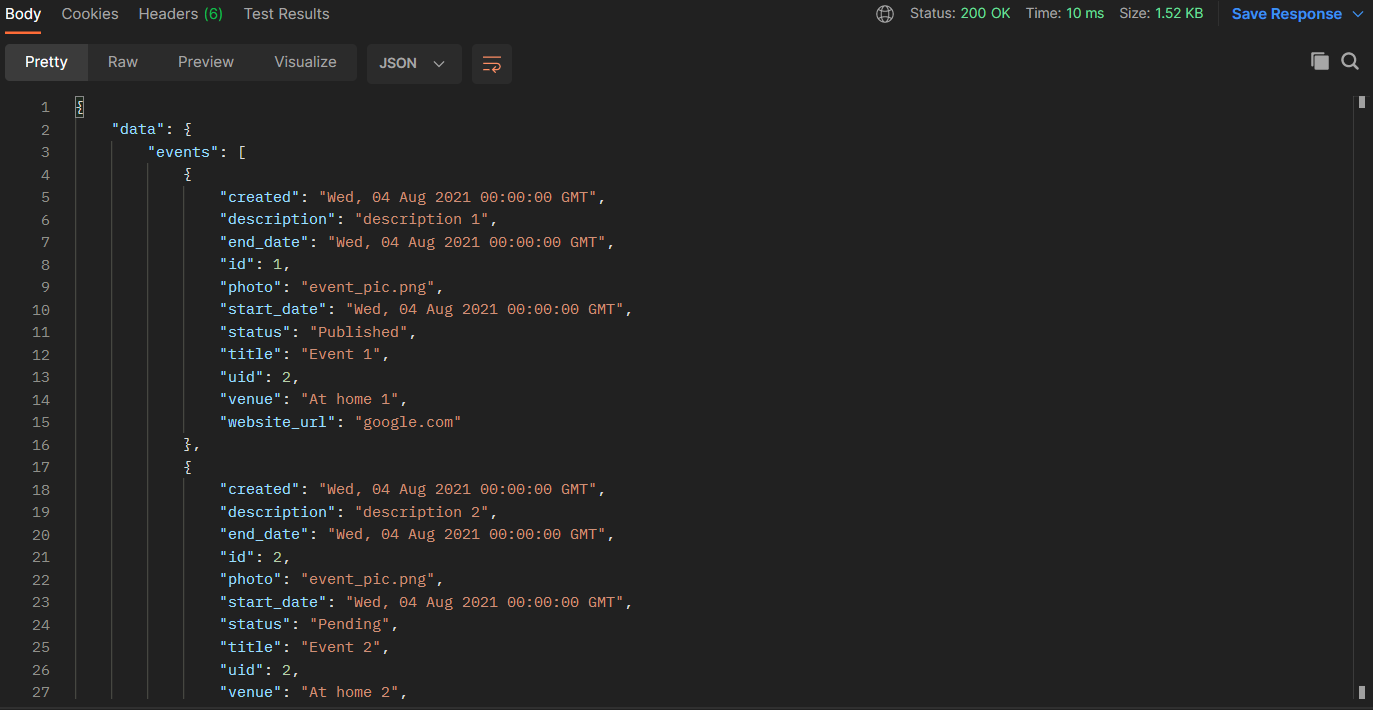 Body Cookies Headers (6) Test Results Status: 200 OK Time: 10 ms Size: 1.52 KB Save Response
Pretty Raw Preview Visualize JSON
1 {
2 "data": {
3 "events": [
4 {
5 "created": "Wed, 04 Aug 2021 00:00:00 GMT",
6 "description": "description 1",
7 "end_date": "Wed, 04 Aug 2021 00:00:00 GMT",
8 "id": 1,
9 "photo": "event_pic.png",
10 "start_date": "Wed, 04 Aug 2021 00:00:00 GMT",
11 "status": "Published",
12 "title": "Event 1",
13 "uid": 2,
14 "venue": "At home 1",
15 "website_url": "google.com"
16 },
17 {
18 "created": "Wed, 04 Aug 2021 00:00:00 GMT",
19 "description": "description 2",
20 "end_date": "Wed, 04 Aug 2021 00:00:00 GMT",
21 "id": 2,
22 "photo": "event_pic.png",
23 "start_date": "Wed, 04 Aug 2021 00:00:00 GMT",
24 "status": "Pending",
25 "title": "Event 2",
26 "uid": 2,
27 "venue": "At home 2",